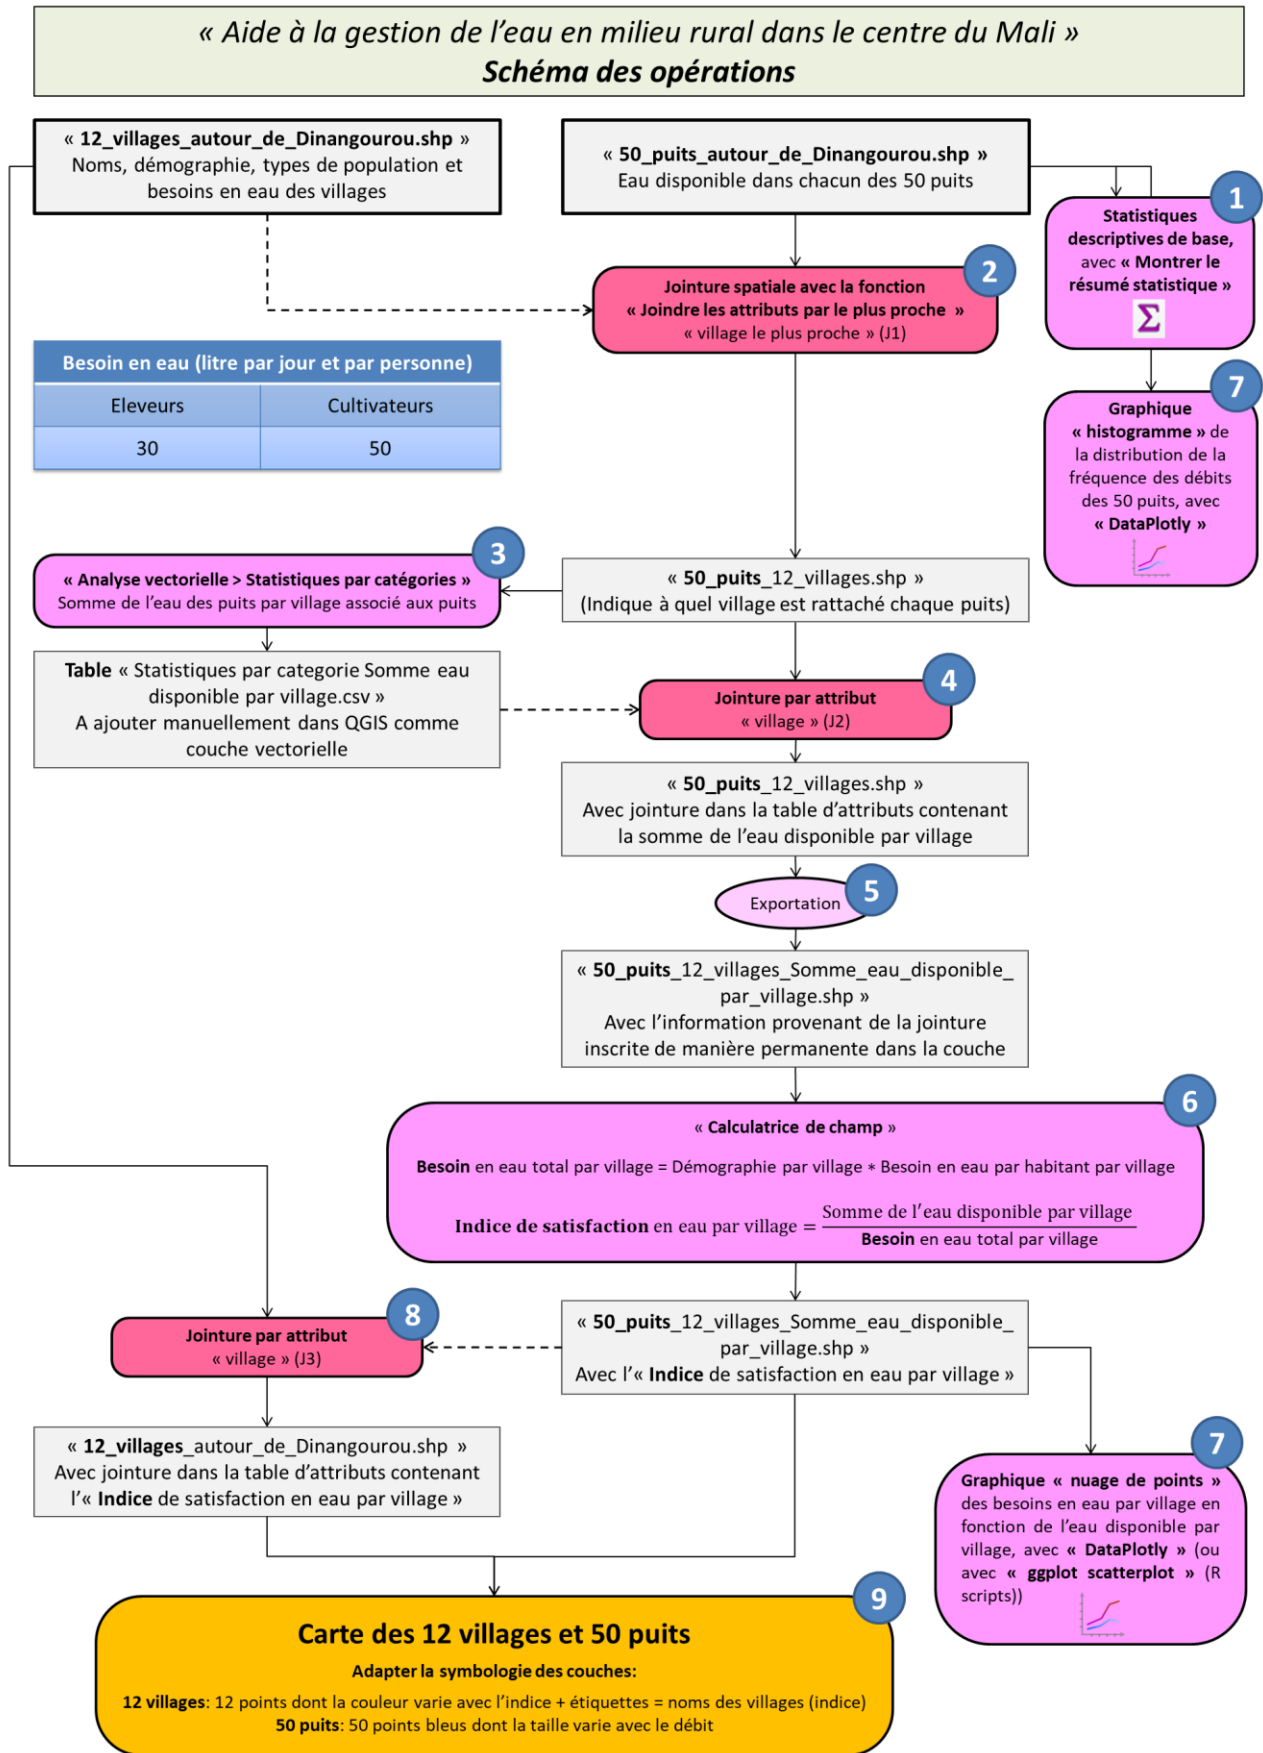 « Aide à la gestion de l’eau en milieu rural dans le centre du Mali »
Schéma des opérations
« 12_villages_autour_de_Dinangourou.shp »
Noms, démographie, types de population et
besoins en eau des villages
« 50_puits_autour_de_Dinangourou.shp »
Eau disponible dans chacun des 50 puits
1
Statistiques
descriptives de base,
avec « Montrer le
résumé statistique »
Σ
2
Jointure spatiale avec la fonction
« Joindre les attributs par le plus proche »
« village le plus proche » (J1)
Besoin en eau (litre par jour et par personne)
Eleveurs
Cultivateurs
30
50
7
Graphique
« histogramme » de
la distribution de la
fréquence des débits
des 50 puits, avec
« DataPlotly »
3
« Analyse vectorielle > Statistiques par catégories »
Somme de l’eau des puits par village associé aux puits
« 50_puits_12_villages.shp »
(Indique à quel village est rattaché chaque puits)
Table « Statistiques par categorie Somme eau
disponible par village.csv »
A ajouter manuellement dans QGIS comme
couche vectorielle
4
Jointure par attribut
« village » (J2)
« 50_puits_12_villages.shp »
Avec jointure dans la table d’attributs contenant
la somme de l’eau disponible par village
5
Exportation
« 50_puits_12_villages_Somme_eau_disponible_
par_village.shp »
Avec l’information provenant de la jointure
inscrite de manière permanente dans la couche
6
« Calculatrice de champ »
Besoin en eau total par village = Démographie par village * Besoin en eau par habitant par village
Indice de satisfaction en eau par village = Somme de l′eau disponible par village
Besoin en eau total par village
8
Jointure par attribut
« village » (J3)
« 50_puits_12_villages_Somme_eau_disponible_
par_village.shp »
Avec l’« Indice de satisfaction en eau par village »
« 12_villages_autour_de_Dinangourou.shp »
Avec jointure dans la table d’attributs contenant
l’« Indice de satisfaction en eau par village »
7
Graphique « nuage de points »
des besoins en eau par village en
fonction de l’eau disponible par
village, avec « DataPlotly » (ou
avec « ggplot scatterplot » (R
scripts))
9
Carte des 12 villages et 50 puits
Adapter la symbologie des couches:
12 villages: 12 points dont la couleur varie avec l’indice + étiquettes = noms des villages (indice)
50 puits: 50 points bleus dont la taille varie avec le débit